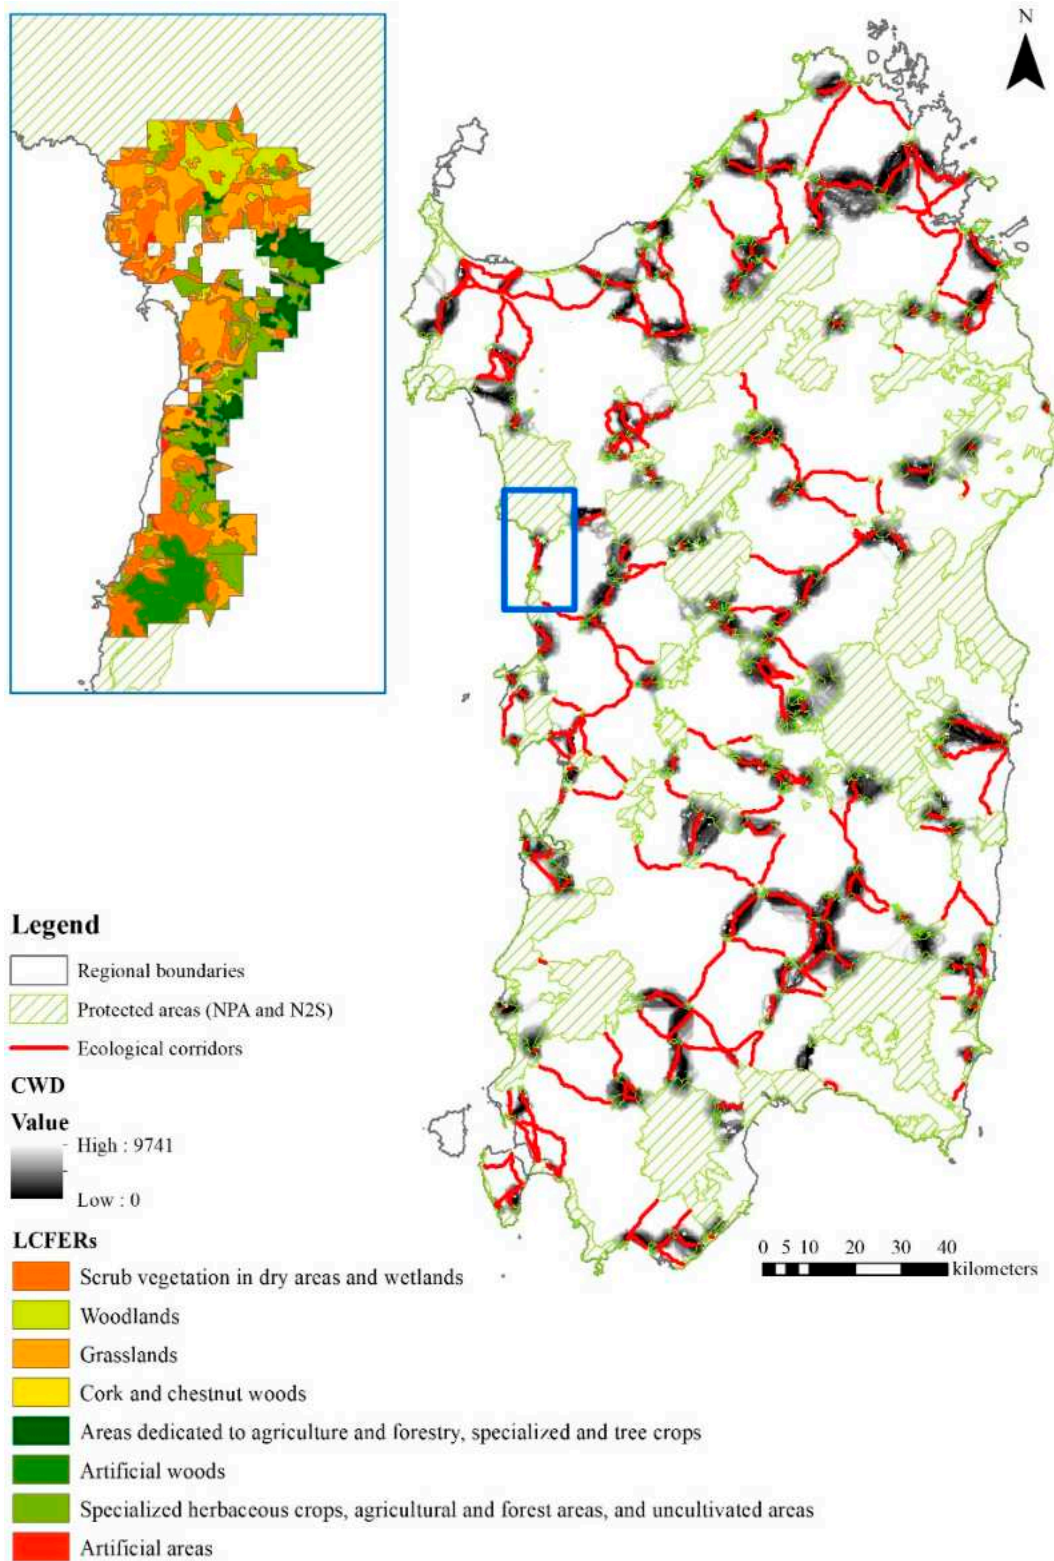 N
Legend
Regional boundaries
Protected areas (NPA and N2S)
Ecological corridors
CWD
Value
High : 9741
Low : 0
LCFERs
Scrub vegetation in dry areas and wetlands
Woodlands
Grasslands
Cork and chestnut woods
Areas dedicated to agriculture and forestry, specialized and tree crops
Artificial woods
Specialized herbaceous crops, agricultural and forest areas, and uncultivated areas
Artificial areas
0 5 10 20 30 40
kilometers